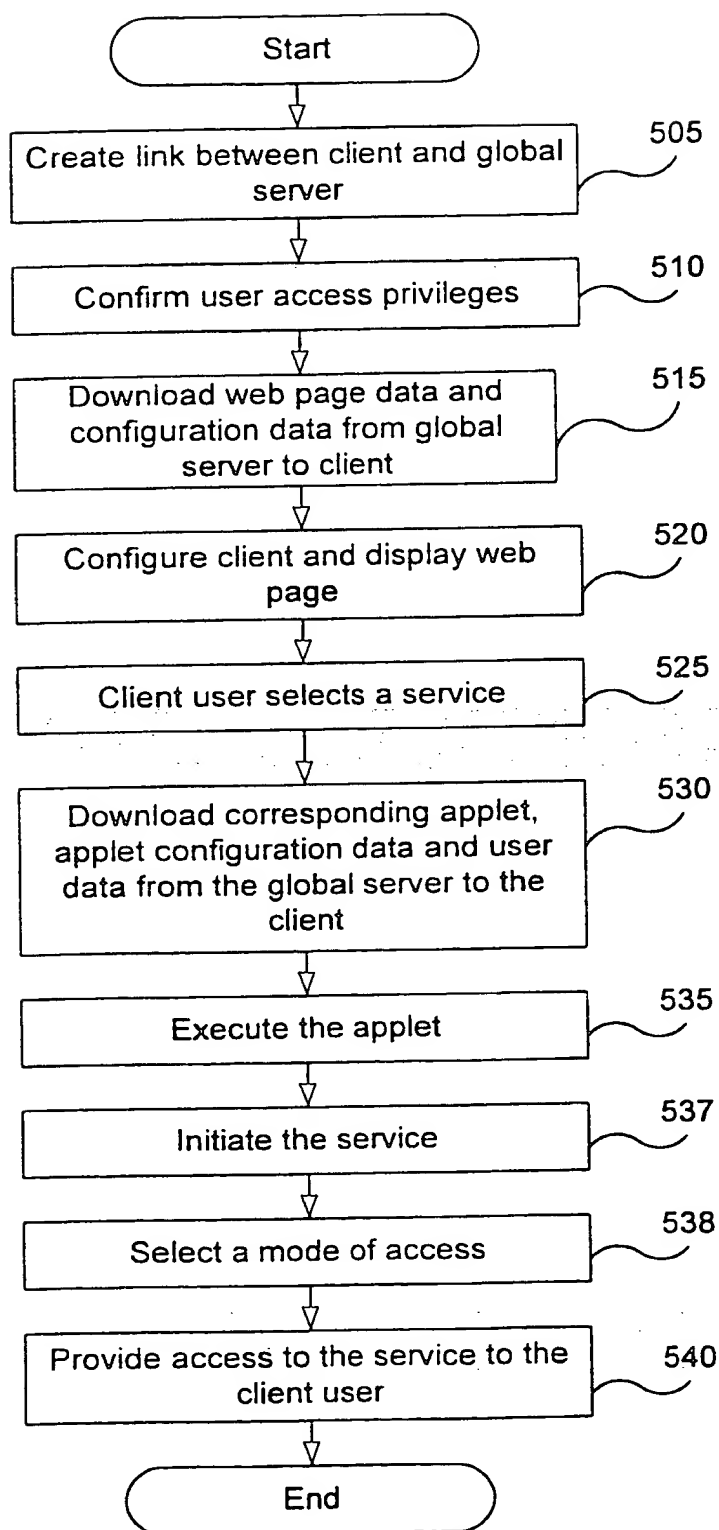 Start
Create link between client and global
server
505
Confirm user access privileges
510
Download web page data and
configuration data from global
server to client
515
Configure client and display web
page
520
Client user selects a service
525
Download corresponding applet,
applet configuration data and user
data from the global server to the
client
530
Execute the applet
535
Initiate the service
537
Select a mode of access
538
Provide access to the service to the
client user
540
End